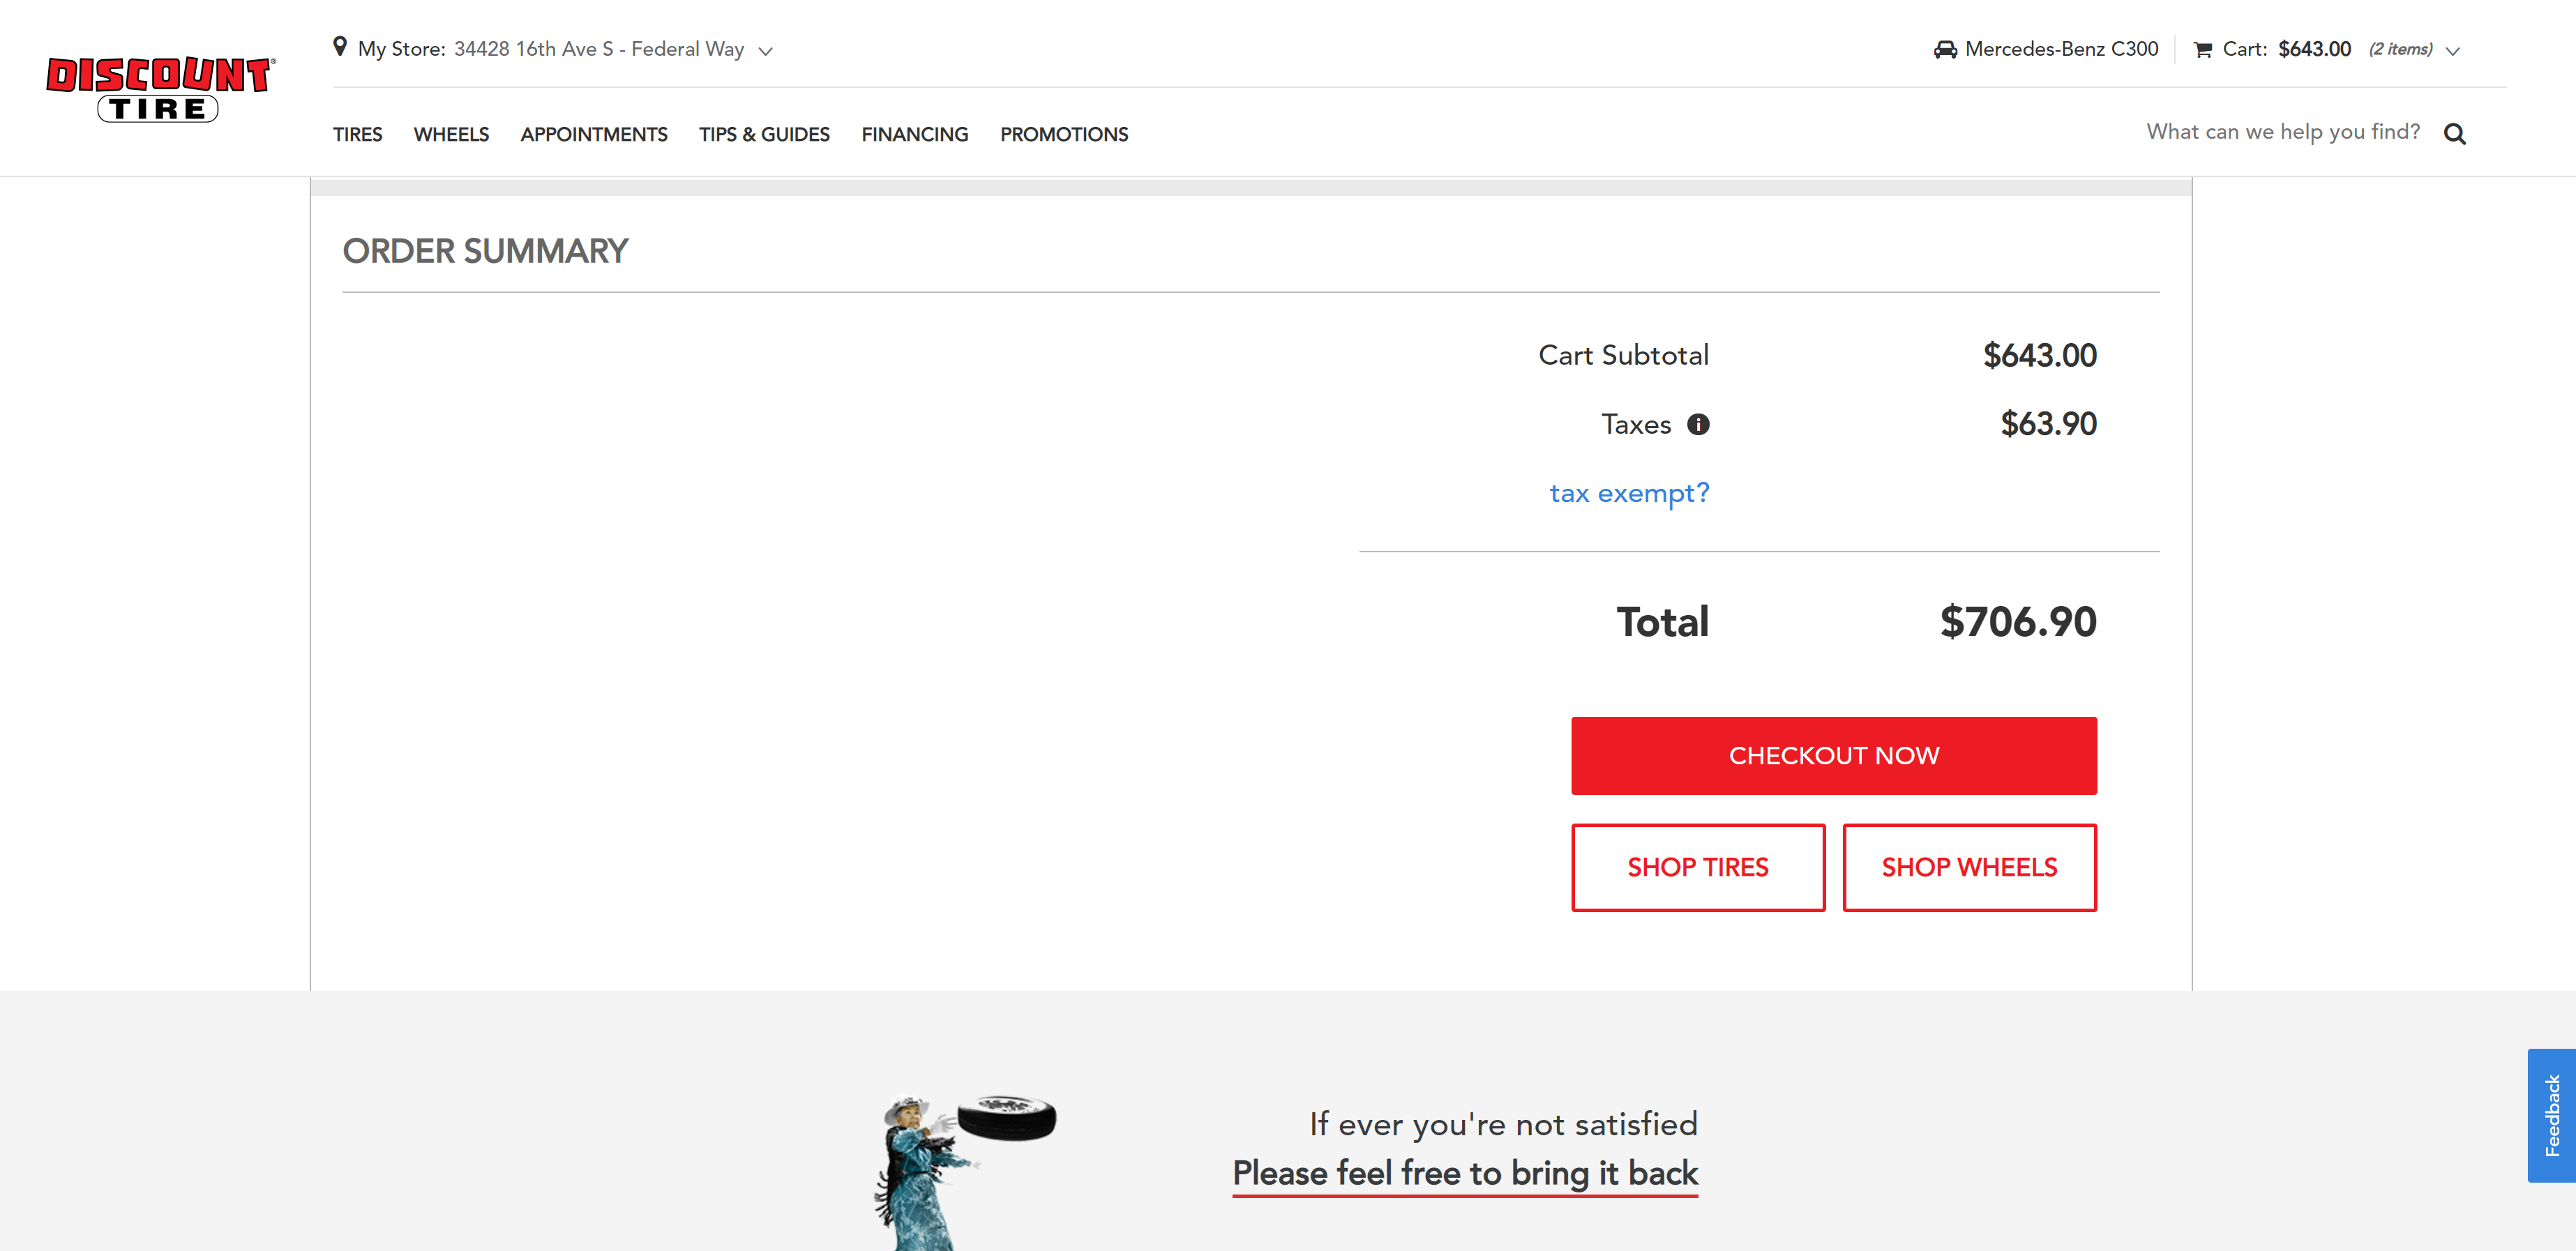 DISCOUNT®
TIRE
My Store: 34428 16th Ave S - Federal Way
Mercedes-Benz C300
Cart: $643.00 (2 items)
TIRES WHEELS APPOINTMENTS TIPS & GUIDES FINANCING PROMOTIONS
What can we help you find?
ORDER SUMMARY
Cart Subtotal $643.00
Taxes $63.90
tax exempt?
Total $706.90
CHECKOUT NOW
SHOP TIRES SHOP WHEELS
If ever you're not satisfied
Please feel free to bring it back
Feedback